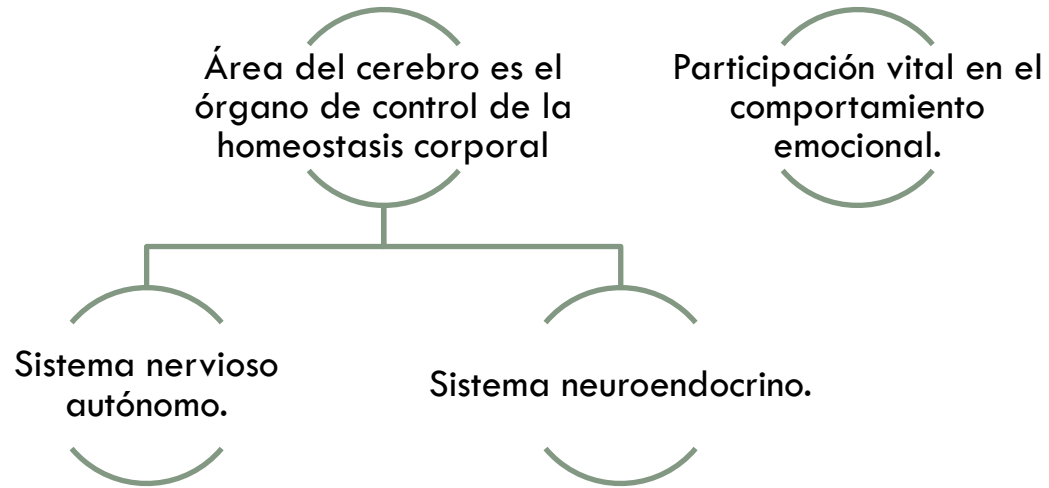 Área del cerebro es el
órgano de control de la
homeostasis corporal
Participación vital en el
comportamiento
emocional.
Sistema nervioso
autónomo.
Sistema neuroendocrino.